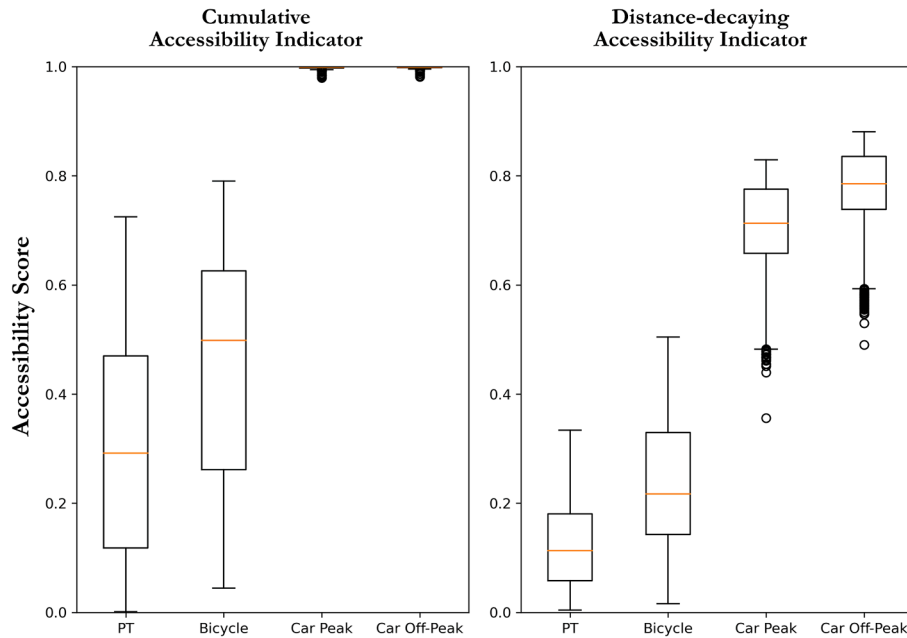 Cumulative
Accessibility Indicator
Distance-decaying
Accessibility Indicator
Accessibility Score
1.0
0.8
0.6
0.4
0.2
0.0
PT
Bicycle
Car Peak
Car Off-Peak
1.0
0.8
0.6
0.4
0.2
0.0
PT
Bicycle
Car Peak
Car Off-Peak